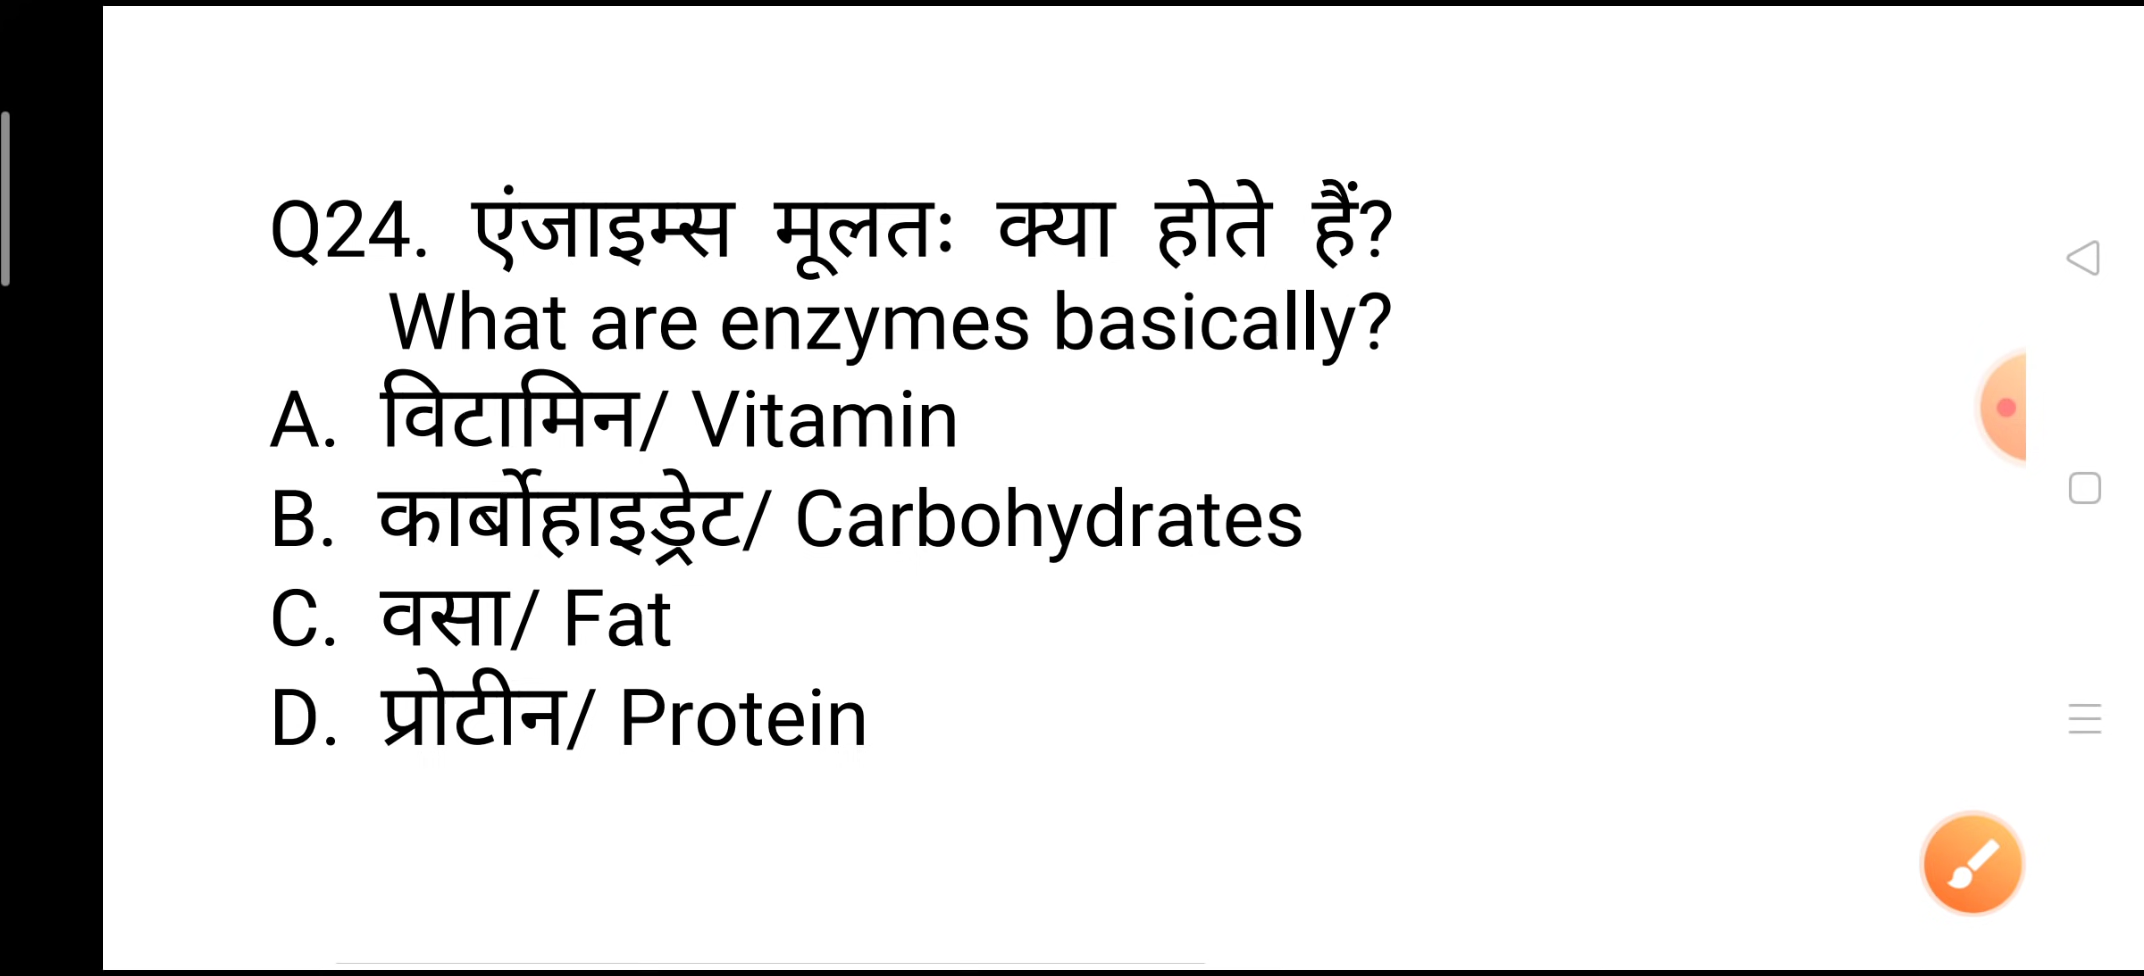 Q24. एंजाइम्स मूलतः क्या होते हैं?
What are enzymes basically?
A. विटामिन/ Vitamin
B. कार्बोहाइड्रेट/ Carbohydrates
C. वसा/ Fat
D. प्रोटीन/ Protein